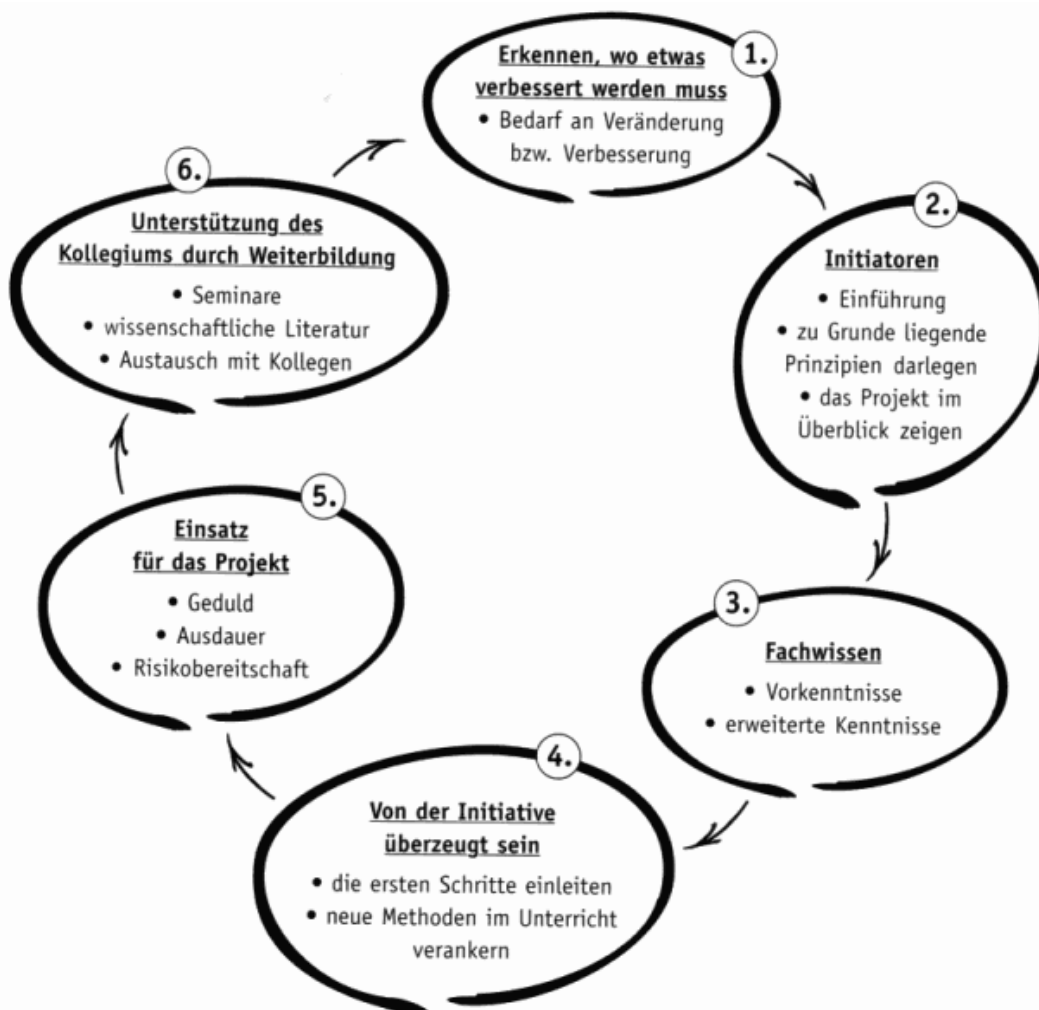 1.
Erkennen, wo etwas
verbessert werden muss
• Bedarf an Veränderung
bzw. Verbesserung
2.
Initiatoren
• Einführung
• zu Grunde liegende
Prinzipien darlegen
• das Projekt im
Überblick zeigen
3.
Fachwissen
• Vorkenntnisse
• erweiterte Kenntnisse
4.
Von der Initiative
überzeugt sein
• die ersten Schritte einleiten
• neue Methoden im Unterricht
verankern
5.
Einsatz
für das Projekt
• Geduld
• Ausdauer
• Risikobereitschaft
6.
Unterstützung des
Kollegiums durch Weiterbildung
• Seminare
• wissenschaftliche Literatur
• Austausch mit Kollegen